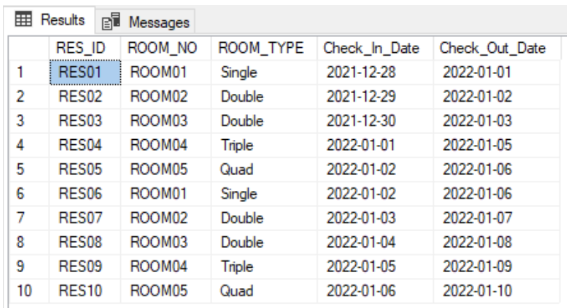 Results Messages
RES_ID ROOM_NO ROOM_TYPE Check_In_Date Check_Out_Date
1 RES01 ROOM01 Single 2021-12-28 2022-01-01
2 RES02 ROOM02 Double 2021-12-29 2022-01-02
3 RES03 ROOM03 Double 2021-12-30 2022-01-03
4 RES04 ROOM04 Triple 2022-01-01 2022-01-05
5 RES05 ROOM05 Quad 2022-01-02 2022-01-06
6 RES06 ROOM01 Single 2022-01-02 2022-01-06
7 RES07 ROOM02 Double 2022-01-03 2022-01-07
8 RES08 ROOM03 Double 2022-01-04 2022-01-08
9 RES09 ROOM04 Triple 2022-01-05 2022-01-09
10 RES10 ROOM05 Quad 2022-01-06 2022-01-10